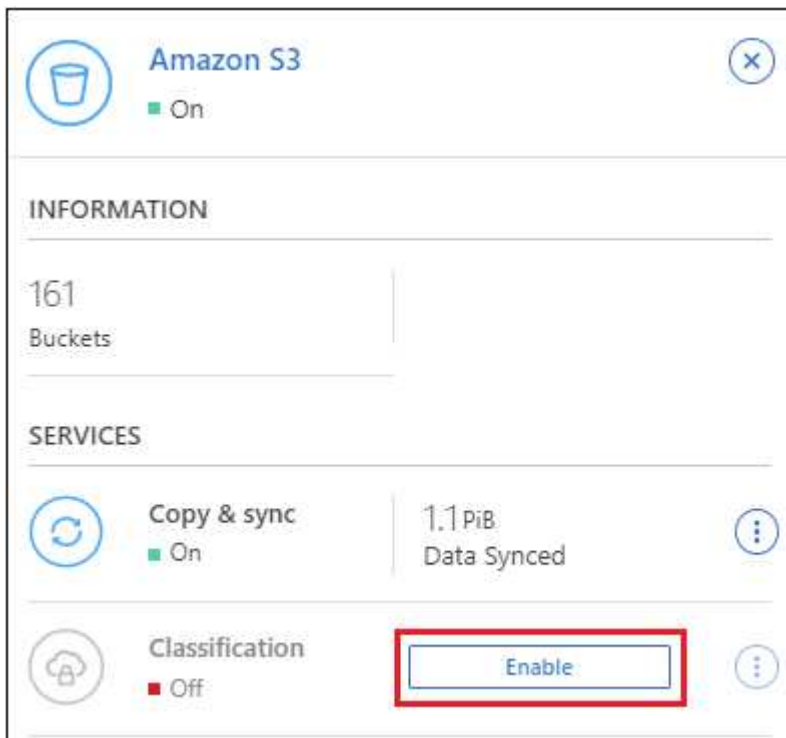 Amazon S3
On
INFORMATION
161
Buckets
SERVICES
Copy & sync
On
1.1 PiB
Data Synced
Classification
Off
Enable